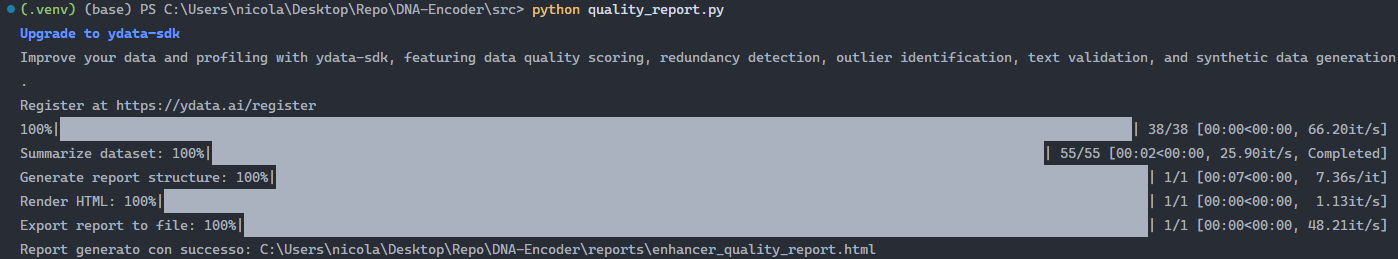 (.venv) (base) PS C:\Users\nicola\Desktop\Repo\DNA-Encoder\src> python quality_report.py
Upgrade to ydata-sdk
Improve your data and profiling with ydata-sdk, featuring data quality scoring, redundancy detection, outlier identification, text validation, and synthetic data generation
.
Register at https://ydata.ai/register
100%| | 38/38 [00:00<00:00, 66.20it/s]
Summarize dataset: 100%| | 55/55 [00:02<00:00, 25.90it/s, Completed]
Generate report structure: 100%| | 1/1 [00:07<00:00,  7.36s/it]
Render HTML: 100%| | 1/1 [00:00<00:00,  1.13it/s]
Export report to file: 100%| | 1/1 [00:00<00:00, 48.21it/s]
Report generato con successo: C:\Users\nicola\Desktop\Repo\DNA-Encoder\reports\enhancer_quality_report.html